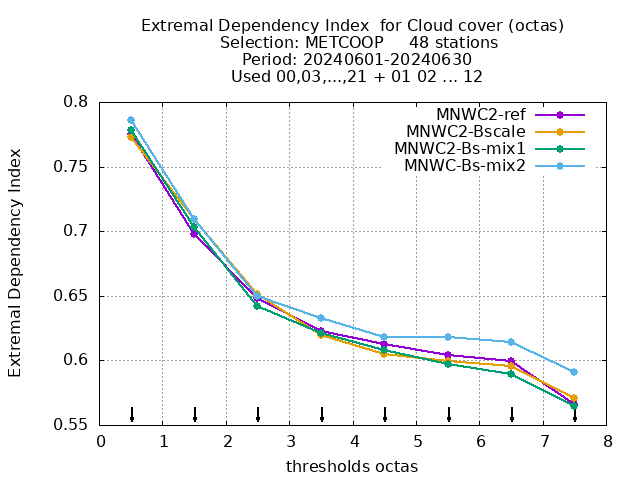 Extremal Dependency Index  for Cloud cover (octas)
Selection: METCOOP     48 stations
Period: 20240601-20240630
Used 00,03,...,21 + 01 02 ... 12
MNWC2-ref
MNWC2-Bscale
MNWC2-Bs-mix1
MNWC-Bs-mix2
Extremal Dependency Index
0.8
0.75
0.7
0.65
0.6
0.55
0 1 2 3 4 5 6 7 8
thresholds octas